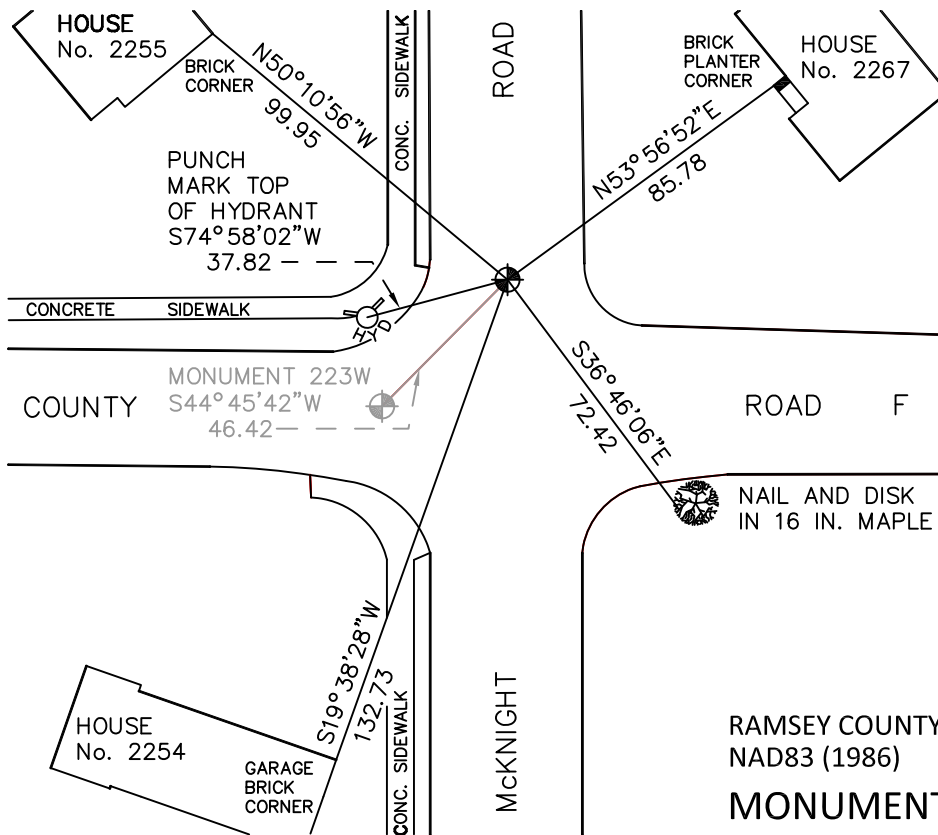 HOUSE
No. 2255
BRICK
CORNER
N50°10'56"W
99.95
CONC. SIDEWALK
ROAD
BRICK
PLANTER
CORNER
HOUSE
No. 2267
N53°56'52"E
85.78
PUNCH
MARK TOP
OF HYDRANT
S74°58'02"W
37.82
CONCRETE SIDEWALK
HYD
MONUMENT 223W
S44°45'42"W
46.42
COUNTY
ROAD F
S36°46'06"E
72.42
NAIL AND DISK
IN 16 IN. MAPLE
S19°38'28"W
132.73
CONC. SIDEWALK
McKNIGHT
HOUSE
No. 2254
GARAGE
BRICK
CORNER
RAMSEY COUNTY
NAD83 (1986)
MONUMENT